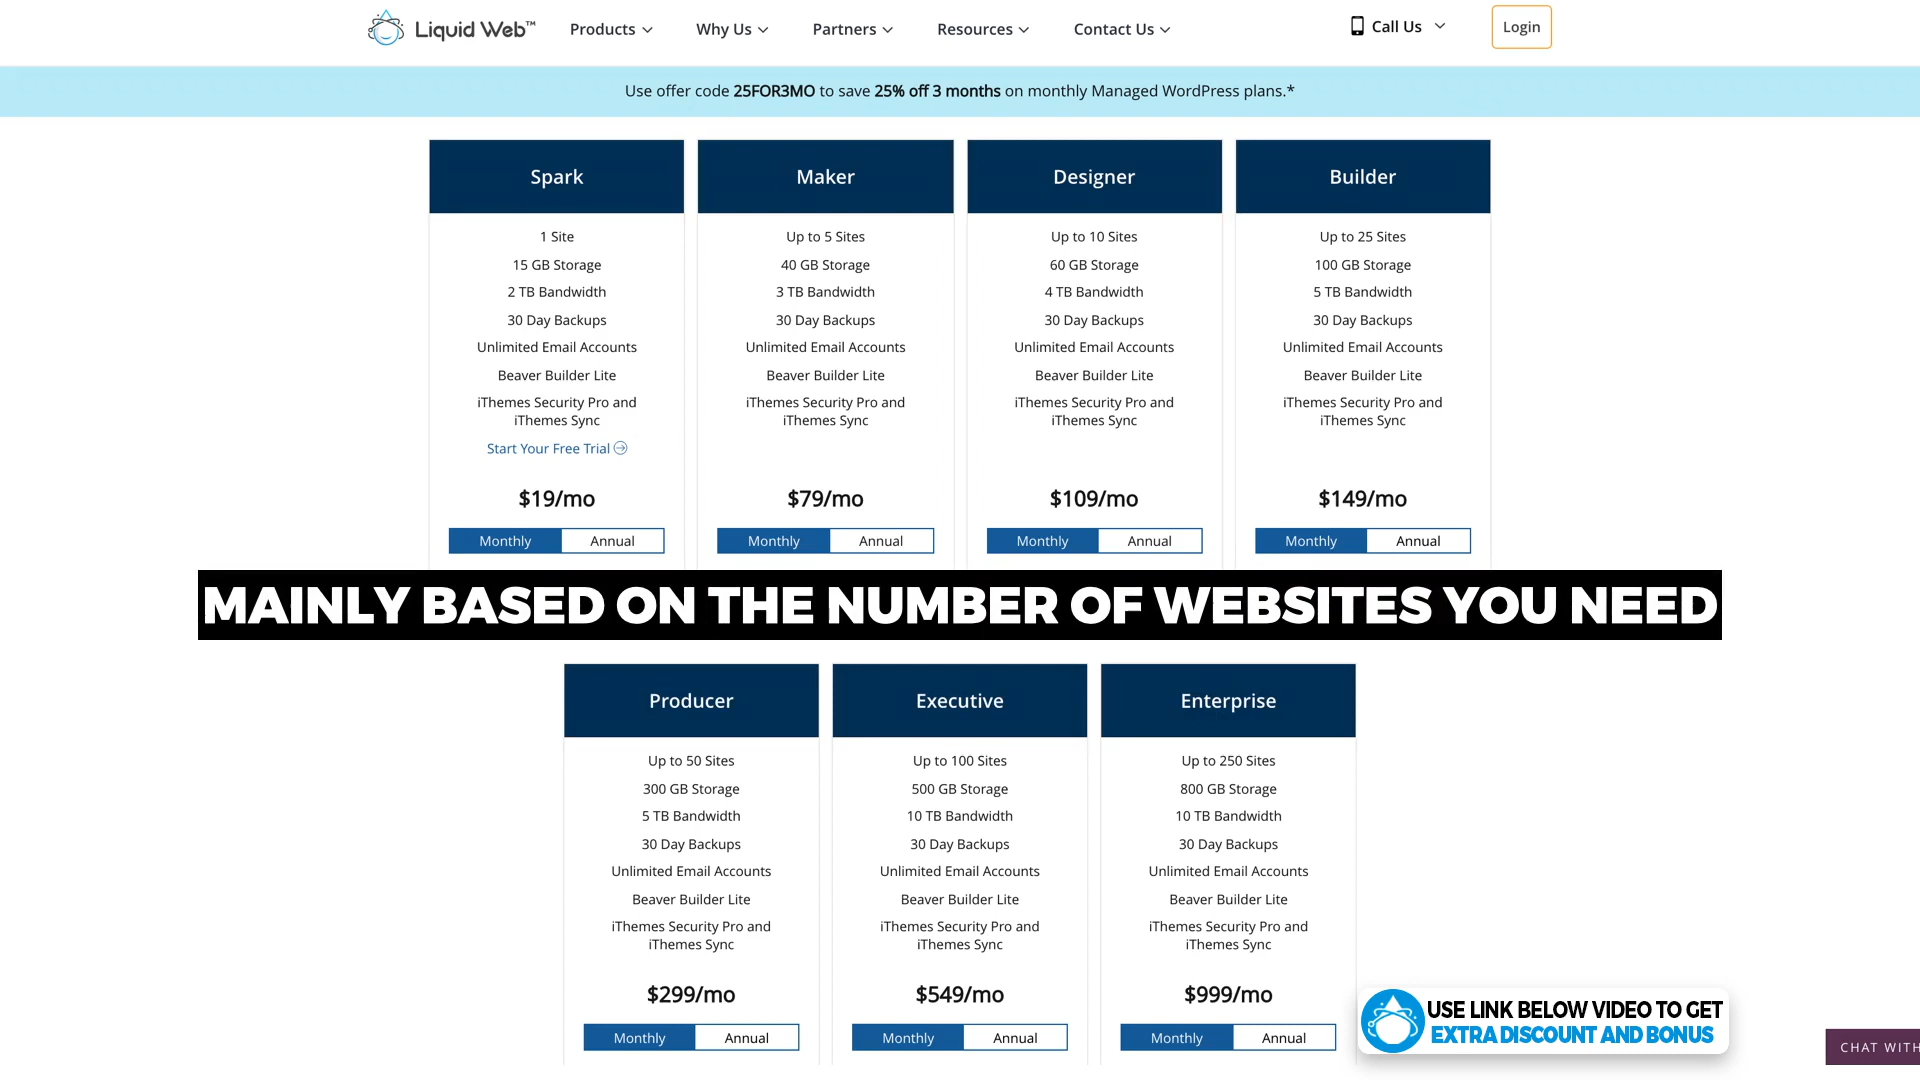 Liquid Web™ Products Why Us Partners Resources Contact Us Call Us Login
Use offer code 25FOR3MO to save 25% off 3 months on monthly Managed WordPress plans.*
Spark
1 Site
15 GB Storage
2 TB Bandwidth
30 Day Backups
Unlimited Email Accounts
Beaver Builder Lite
iThemes Security Pro and
iThemes Sync
Start Your Free Trial
$19/mo
Monthly Annual
Maker
Up to 5 Sites
40 GB Storage
3 TB Bandwidth
30 Day Backups
Unlimited Email Accounts
Beaver Builder Lite
iThemes Security Pro and
iThemes Sync
$79/mo
Monthly Annual
Designer
Up to 10 Sites
60 GB Storage
4 TB Bandwidth
30 Day Backups
Unlimited Email Accounts
Beaver Builder Lite
iThemes Security Pro and
iThemes Sync
$109/mo
Monthly Annual
Builder
Up to 25 Sites
100 GB Storage
5 TB Bandwidth
30 Day Backups
Unlimited Email Accounts
Beaver Builder Lite
iThemes Security Pro and
iThemes Sync
$149/mo
Monthly Annual
MAINLY BASED ON THE NUMBER OF WEBSITES YOU NEED
Producer
Up to 50 Sites
300 GB Storage
5 TB Bandwidth
30 Day Backups
Unlimited Email Accounts
Beaver Builder Lite
iThemes Security Pro and
iThemes Sync
$299/mo
Monthly Annual
Executive
Up to 100 Sites
500 GB Storage
10 TB Bandwidth
30 Day Backups
Unlimited Email Accounts
Beaver Builder Lite
iThemes Security Pro and
iThemes Sync
$549/mo
Monthly Annual
Enterprise
Up to 250 Sites
800 GB Storage
10 TB Bandwidth
30 Day Backups
Unlimited Email Accounts
Beaver Builder Lite
iThemes Security Pro and
iThemes Sync
$999/mo
Monthly Annual
USE LINK BELOW VIDEO TO GET
EXTRA DISCOUNT AND BONUS
CHAT WITH